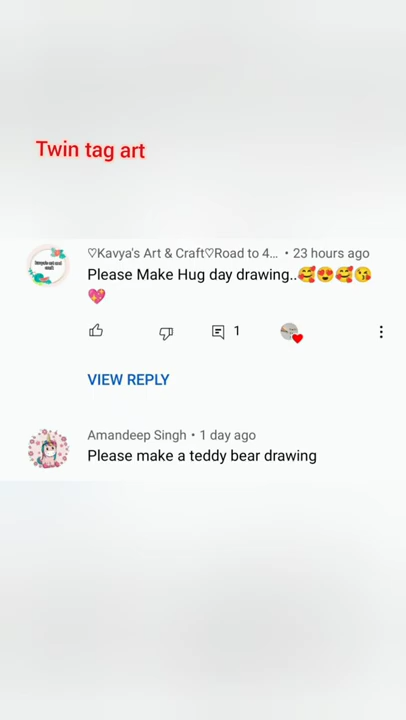 Twin tag art
♡Kavya's Art & Craft♡Road to 4... • 23 hours ago
Please Make Hug day drawing..🥰😍🥰😘
💖
1
VIEW REPLY
Amandeep Singh • 1 day ago
Please make a teddy bear drawing